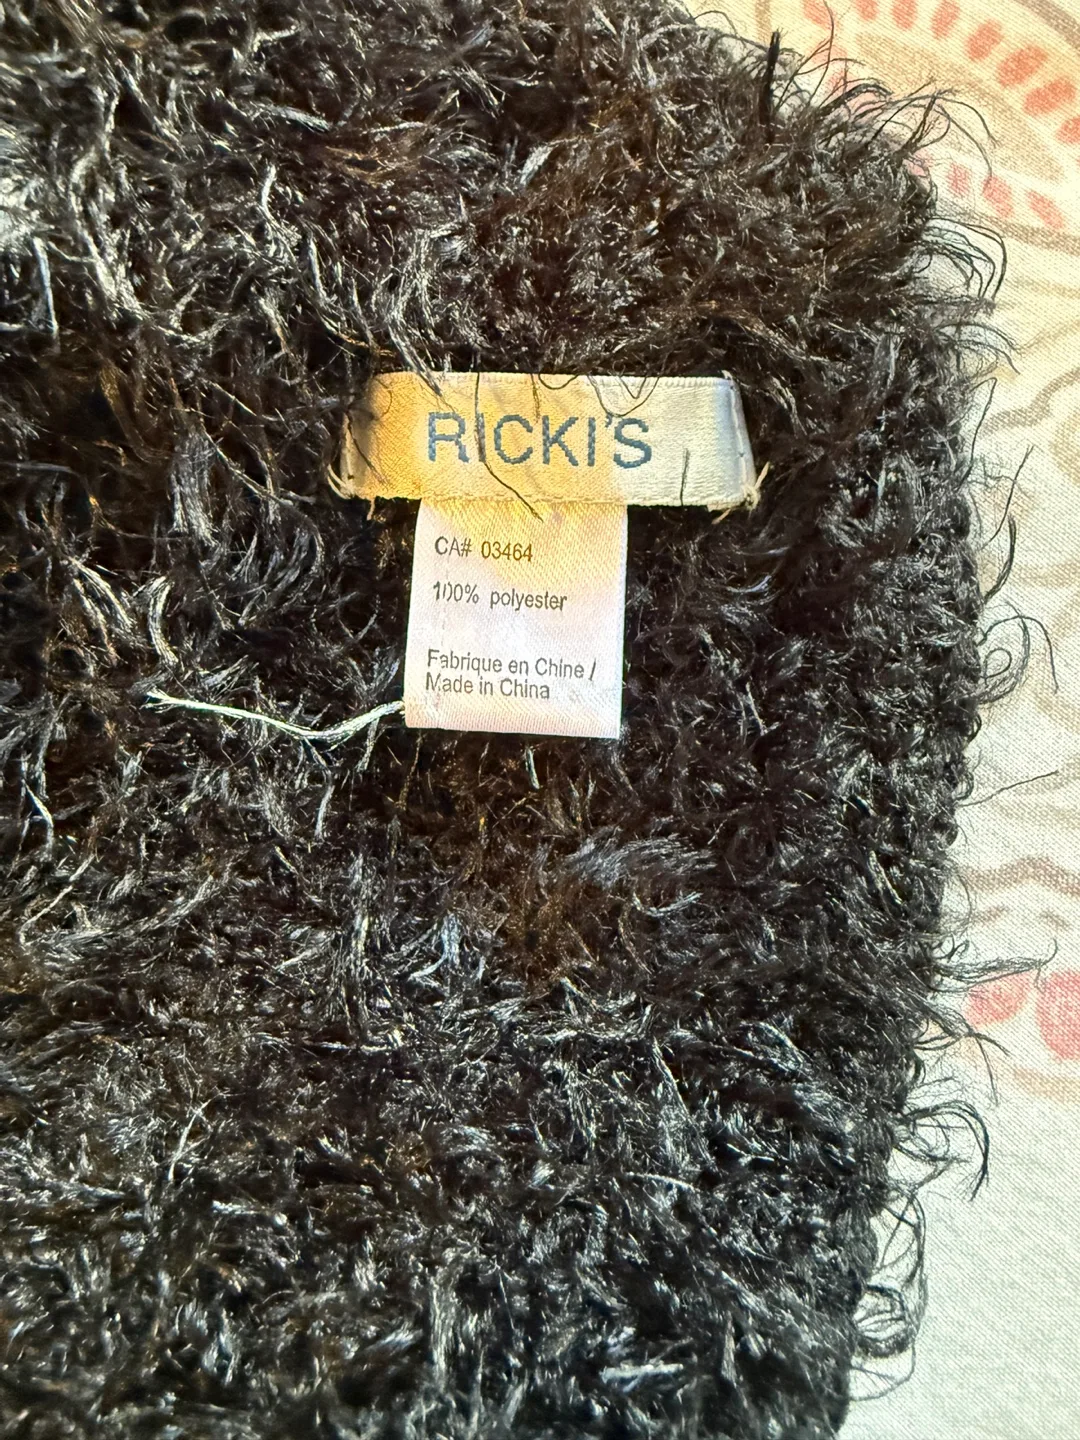 RICKI'S
CA# 03464
100% polyester
Fabrique en Chine /
Made in China